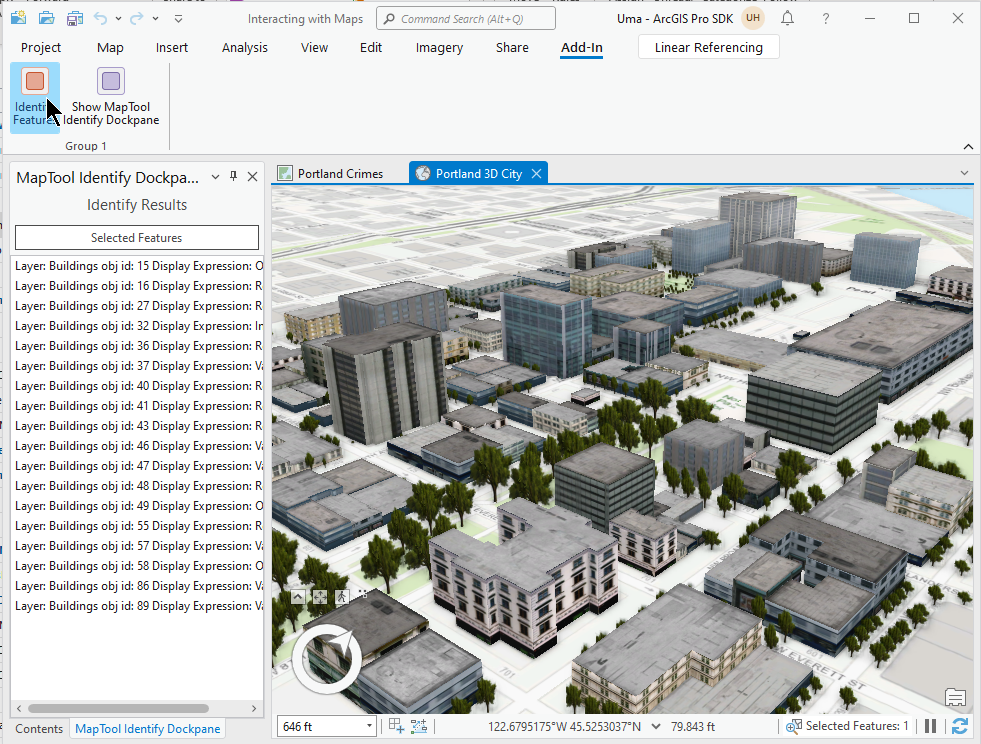 Interacting with Maps
Command Search (Alt+Q)
Uma - ArcGIS Pro SDK
UH
?
Project
Map
Insert
Analysis
View
Edit
Imagery
Share
Add-In
Linear Referencing
Identi
Feature
Show MapTool
Identify Dockpane
Group 1
MapTool Identify Dockpa...
Identify Results
Selected Features
Layer: Buildings obj id: 15 Display Expression: O
Layer: Buildings obj id: 16 Display Expression: R
Layer: Buildings obj id: 27 Display Expression: R
Layer: Buildings obj id: 32 Display Expression: In
Layer: Buildings obj id: 36 Display Expression: R
Layer: Buildings obj id: 37 Display Expression: Va
Layer: Buildings obj id: 40 Display Expression: R
Layer: Buildings obj id: 41 Display Expression: R
Layer: Buildings obj id: 43 Display Expression: R
Layer: Buildings obj id: 46 Display Expression: Va
Layer: Buildings obj id: 47 Display Expression: Va
Layer: Buildings obj id: 48 Display Expression: R
Layer: Buildings obj id: 49 Display Expression: O
Layer: Buildings obj id: 55 Display Expression: R
Layer: Buildings obj id: 57 Display Expression: Va
Layer: Buildings obj id: 58 Display Expression: O
Layer: Buildings obj id: 86 Display Expression: Va
Layer: Buildings obj id: 89 Display Expression: Va
Contents
MapTool Identify Dockpane
Portland Crimes
Portland 3D City
EVERETT ST
646 ft
122.6795175°W 45.5253037°N
79.843 ft
Selected Features: 1